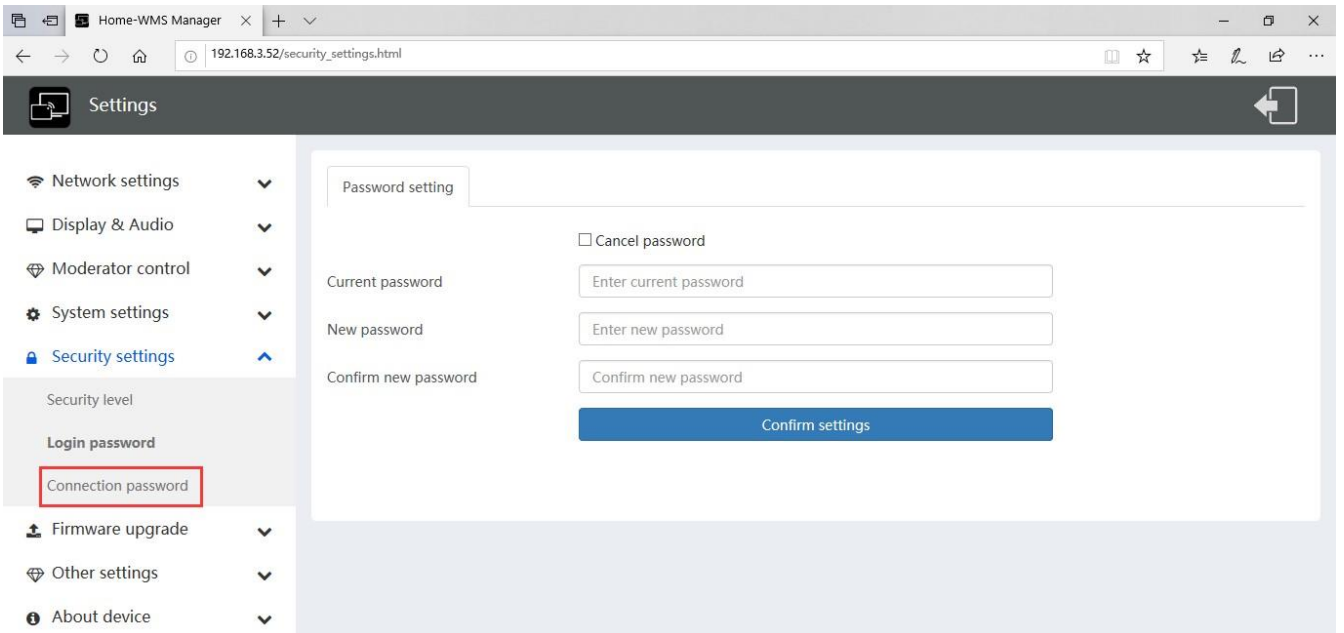 Home-WMS Manager
192.168.3.52/security_settings.html
Settings
Network settings
Display & Audio
Moderator control
System settings
Security settings
Security level
Login password
Connection password
Firmware upgrade
Other settings
About device
Password setting
Cancel password
Current password
Enter current password
New password
Enter new password
Confirm new password
Confirm new password
Confirm settings